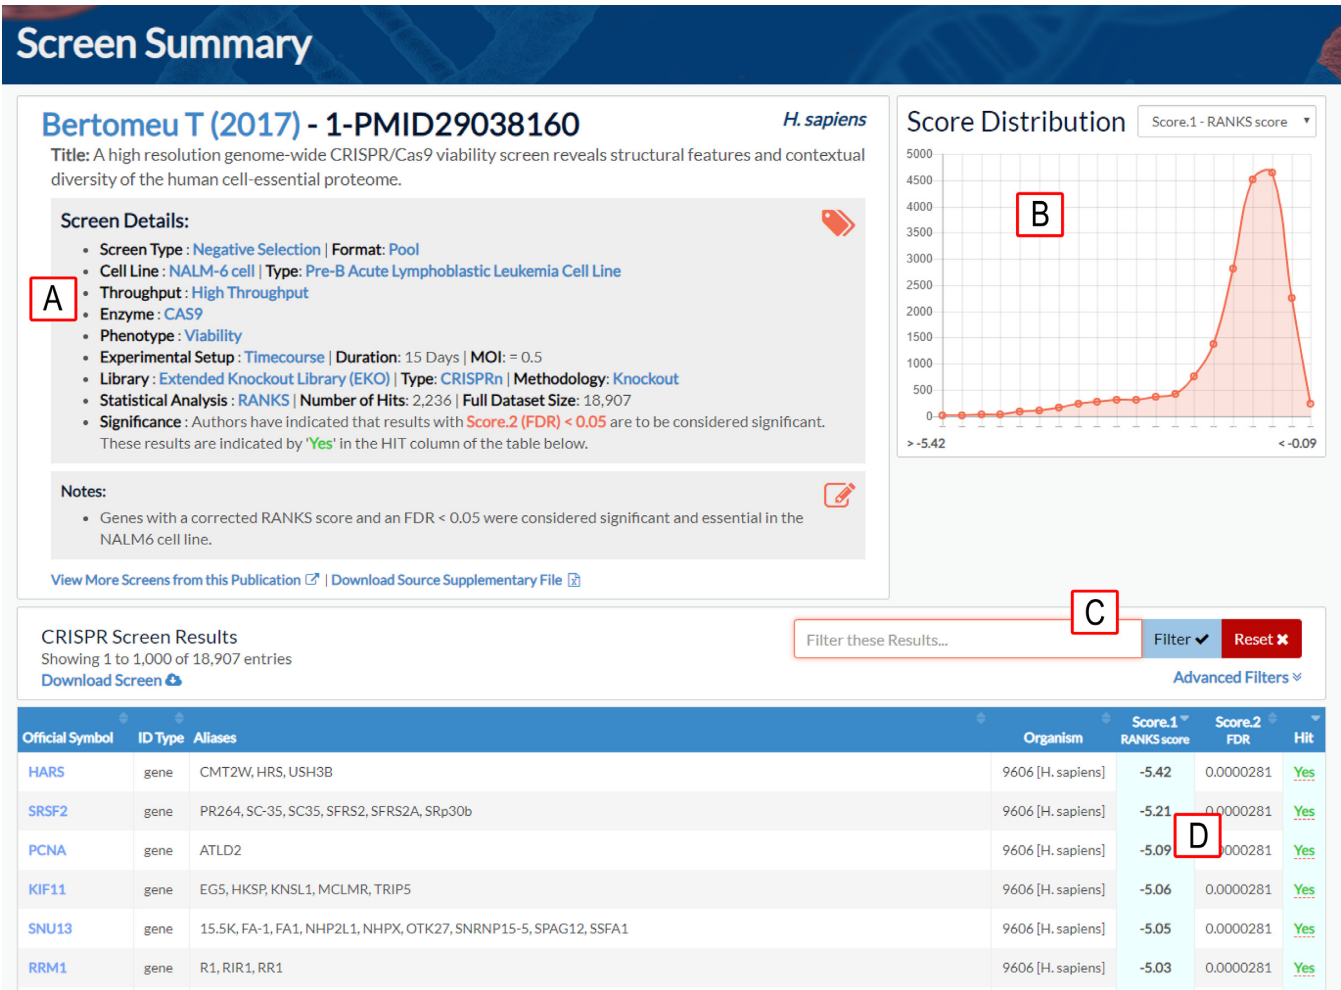 Screen Summary
Bertomeu T (2017) - 1-PMID29038160
H. sapiens
Title: A high resolution genome-wide CRISPR/Cas9 viability screen reveals structural features and contextual
diversity of the human cell-essential proteome.
Screen Details:
Screen Type : Negative Selection | Format: Pool
Cell Line : NALM-6 cell | Type: Pre-B Acute Lymphoblastic Leukemia Cell Line
A
Throughput : High Throughput
Enzyme : CAS9
Phenotype : Viability
Experimental Setup : Timecourse | Duration: 15 Days | MOI: = 0.5
Library : Extended Knockout Library (EKO) | Type: CRISPRn | Methodology: Knockout
Statistical Analysis : RANKS | Number of Hits: 2,236 | Full Dataset Size: 18,907
Significance : Authors have indicated that results with Score.2 (FDR) < 0.05 are to be considered significant.
These results are indicated by 'Yes' in the HIT column of the table below.
Notes:
Genes with a corrected RANKS score and an FDR < 0.05 were considered significant and essential in the
NALM6 cell line.
View More Screens from this Publication | Download Source Supplementary File
Score Distribution
Score.1 - RANKS score
5000
4500
4000
B
3500
3000
2500
2000
1500
1000
500
0
> -5.42
< -0.09
CRISPR Screen Results
Showing 1 to 1,000 of 18,907 entries
Download Screen
C
Filter these Results...
Filter
Reset
Advanced Filters
Official Symbol ID Type Aliases Organism Score.1 RANKS score Score.2 FDR Hit
HARS gene CMT2W, HRS, USH3B 9606 [H. sapiens] -5.42 0.0000281 Yes
SRSF2 gene PR264, SC-35, SC35, SFRS2, SFRS2A, SRp30b 9606 [H. sapiens] -5.21 0.0000281 Yes
D
PCNA gene ATLD2 9606 [H. sapiens] -5.09 0000281 Yes
KIF11 gene EG5, HKSP, KNSL1, MCLMR, TRIP5 9606 [H. sapiens] -5.06 0.0000281 Yes
SNU13 gene 15.5K, FA-1, FA1, NHP2L1, NHPX, OTK27, SNRNP15-5, SPAG12, SSFA1 9606 [H. sapiens] -5.05 0.0000281 Yes
RRM1 gene R1, RIR1, RR1 9606 [H. sapiens] -5.03 0.0000281 Yes